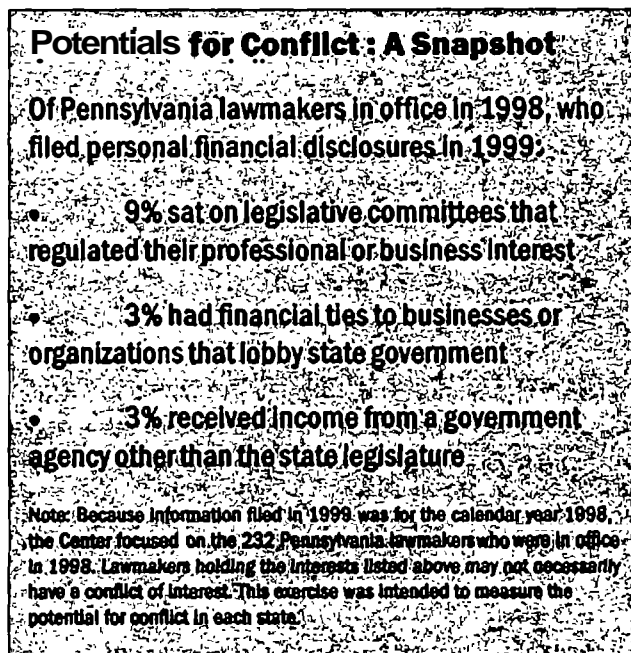 Potentials for Conflict: A Snapshot
Of Pennsylvania lawmakers in office in 1998, who
filed personal financial disclosures in 1999:
• 9% sat on legislative committees that
regulated their professional or business interest
• 3% had financial ties to businesses or
organizations that lobby state government
• 3% received income from a government
agency other than the state legislature
Note: Because information filed in 1999 was for the calendar year 1998,
the Center focused on the 232 Pennsylvania lawmakers who were in office
in 1998. Lawmakers holding the interests listed above may not necessarily
have a conflict of interest. This exercise was intended to measure the
potential for conflict in each state.